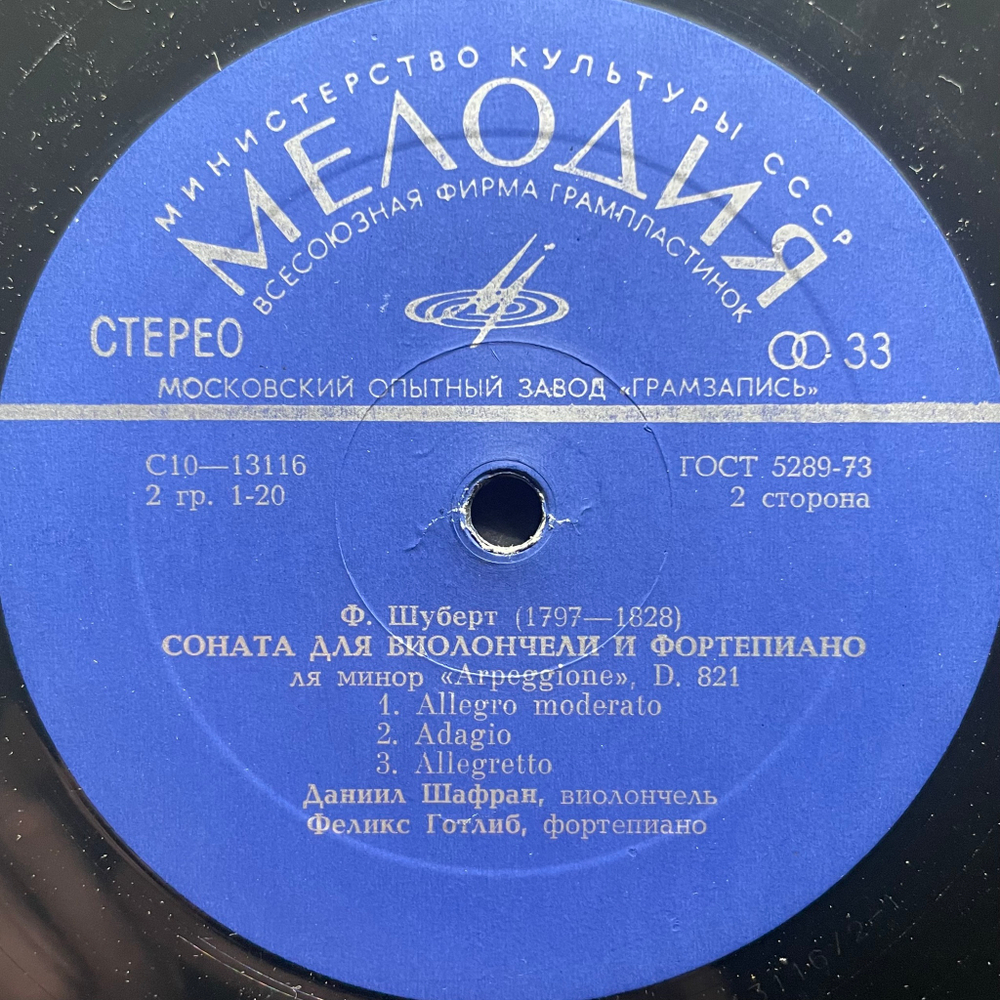 МИНИСТЕРСТВО КУЛЬТУРЫ СССР
МЕЛОДИЯ
ВСЕСОЮЗНАЯ ФИРМА ГРАМПЛАСТИНОК
СТЕРЕО
33
МОСКОВСКИЙ ОПЫТНЫЙ ЗАВОД «ГРАМЗАПИСЬ»
С10—13116
ГОСТ 5289-73
2 гр. 1-20
2 сторона
Ф. Шуберт (1797—1828)
СОНАТА ДЛЯ ВИОЛОНЧЕЛИ И ФОРТЕПИАНО
ля минор «Arpeggione», D. 821
1. Allegro moderato
2. Adagio
3. Allegretto
Даниил Шафран, виолончель
Феликс Готлиб, фортепиано